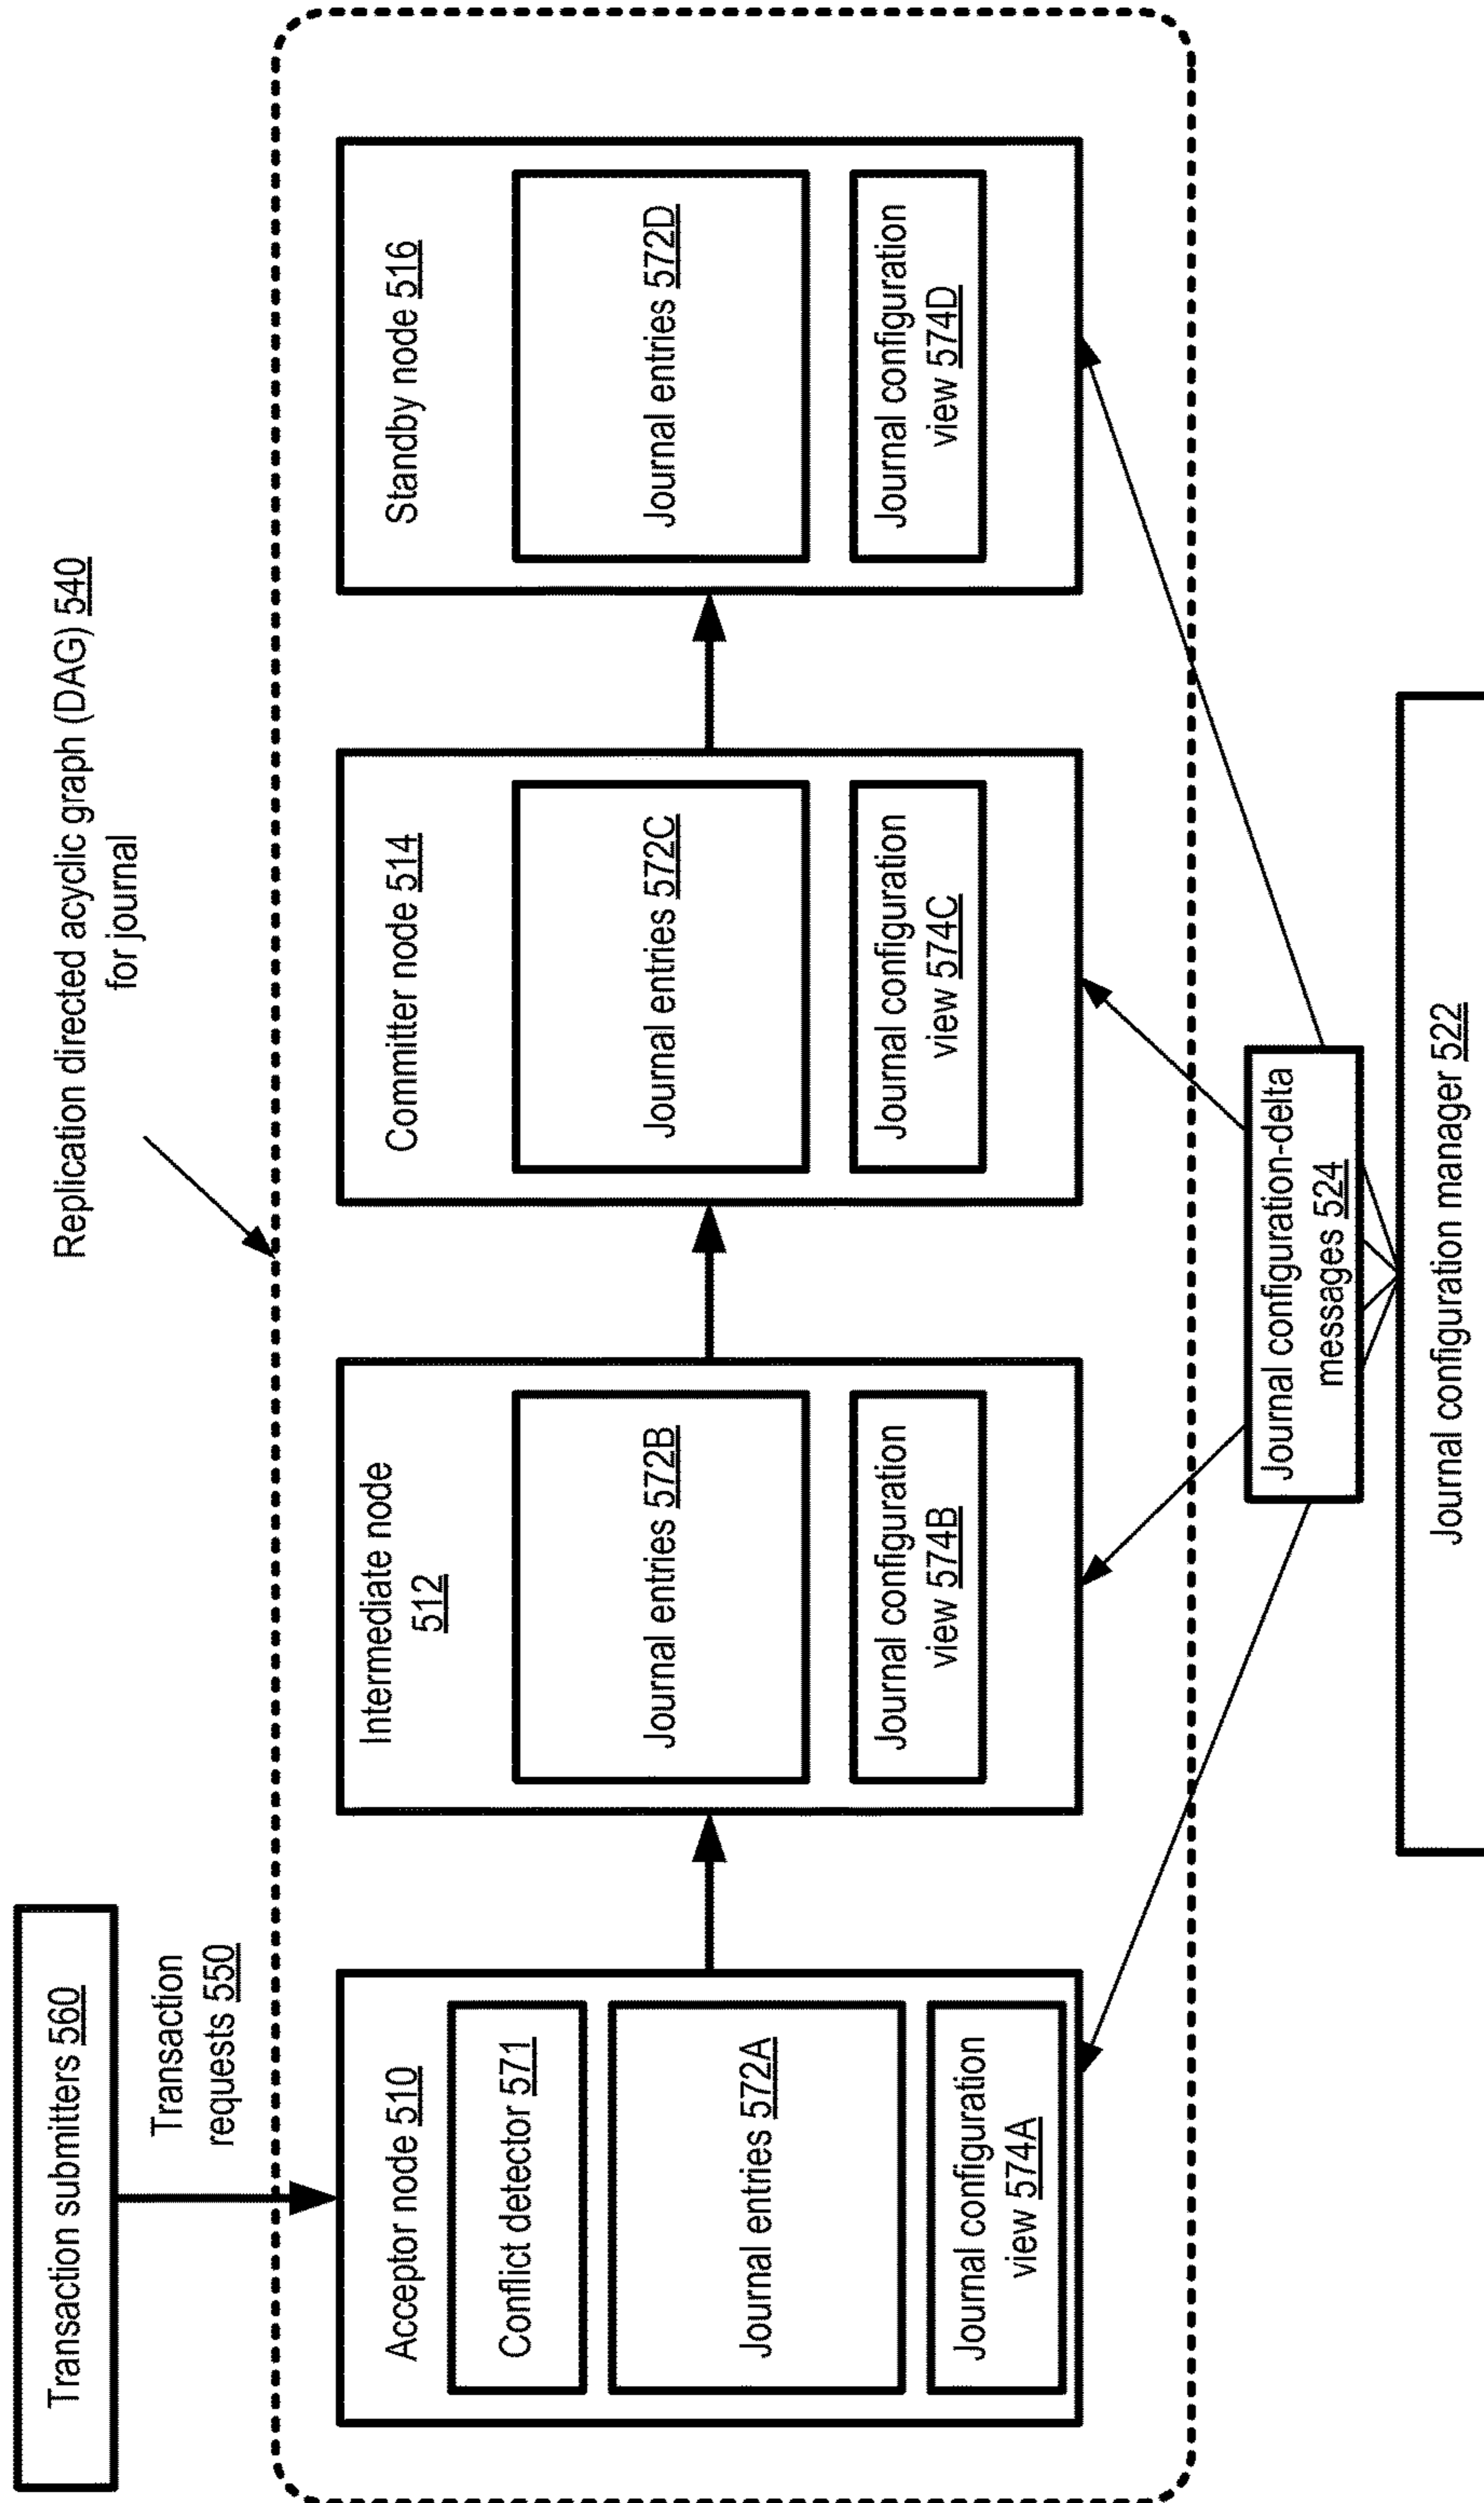 Transaction submitters 560
Transaction
requests 550
Replication directed acyclic graph (DAG) 540
for journal
Acceptor node 510
Conflict detector 571
Journal entries 572A
Journal configuration
view 574A
Intermediate node
512
Journal entries 572B
Journal configuration
view 574B
Committer node 514
Journal entries 572C
Journal configuration
view 574C
Standby node 516
Journal entries 572D
Journal configuration
view 574D
Journal configuration-delta
messages 524
Journal configuration manager 522